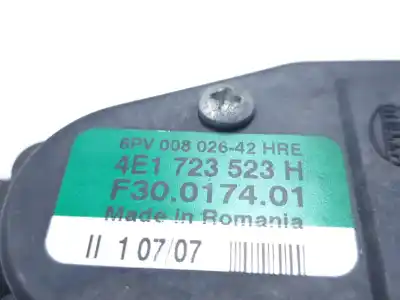 6PV 008 026-42 HRE
4E1 723 523 H
F30.0174.01
Made in Romania
II 1 07/07